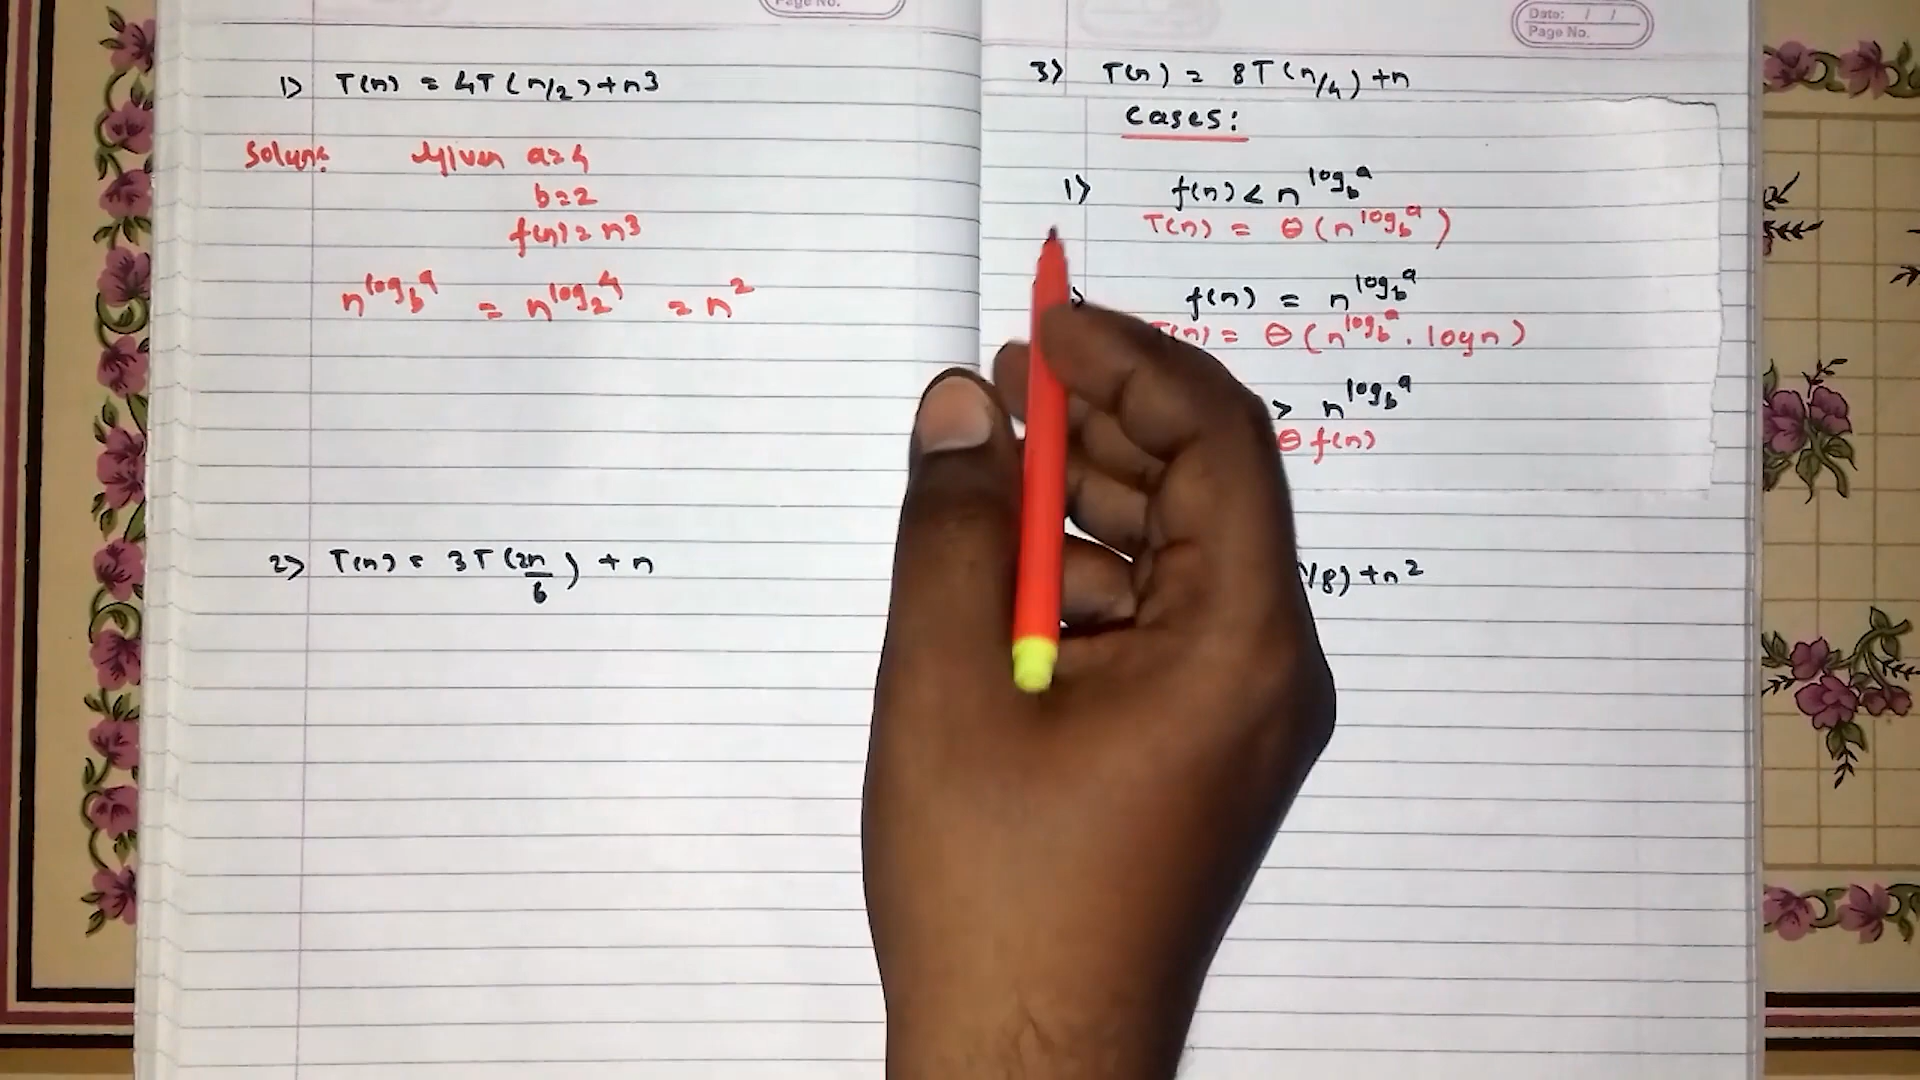 Page No.
1) T(n) = 4T(n/2)+n3
Soluns Given a=4
b=2
f(n)=n3
n^log_b^a = n^log_2^4 = n^2
2) T(n) = 3T(2n/6) + n
Date: / /
Page No.
3) T(n) = 8T(n/4)+n
Cases:
1) f(n) < n^log_b^a
T(n) = Θ(n^log_b^a)
f(n) = n^log_b^a
T(n) = Θ(n^log_b^a . logn)
> n^log_b^a
Θ f(n)
/8)+n^2